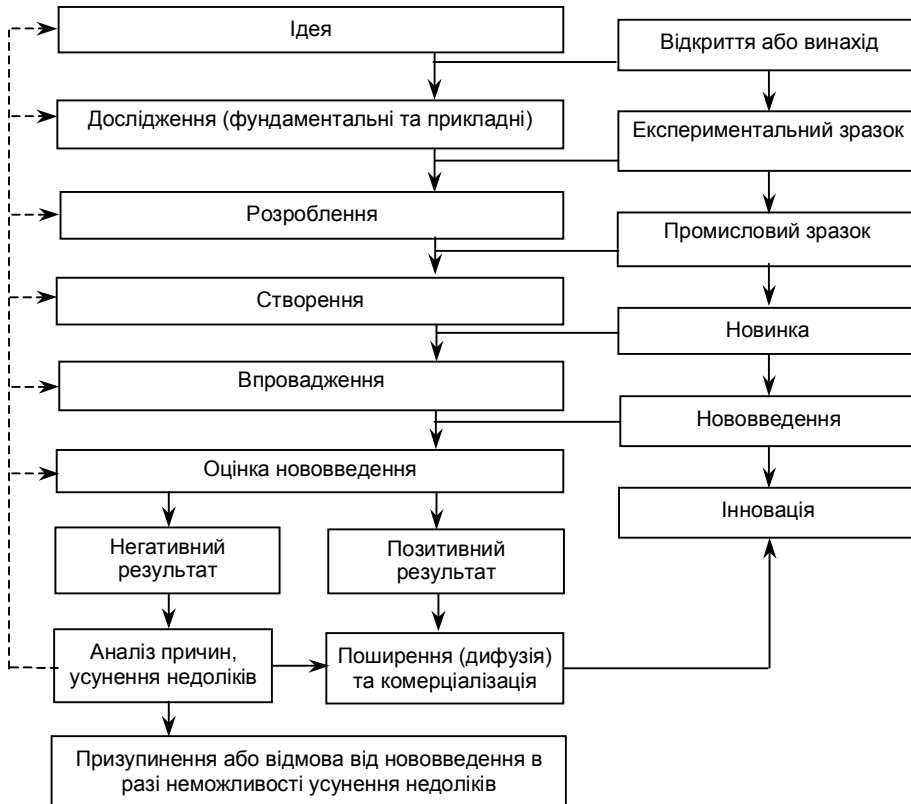 Ідея
Відкриття або винахід
Дослідження (фундаментальні та прикладні)
Експериментальний зразок
Розроблення
Промисловий зразок
Створення
Новинка
Впровадження
Нововведення
Оцінка нововведення
Інновація
Негативний
результат
Позитивний
результат
Аналіз причин,
усунення недоліків
Поширення (дифузія)
та комерціалізація
Призупинення або відмова від нововведення в
разі неможливості усунення недоліків